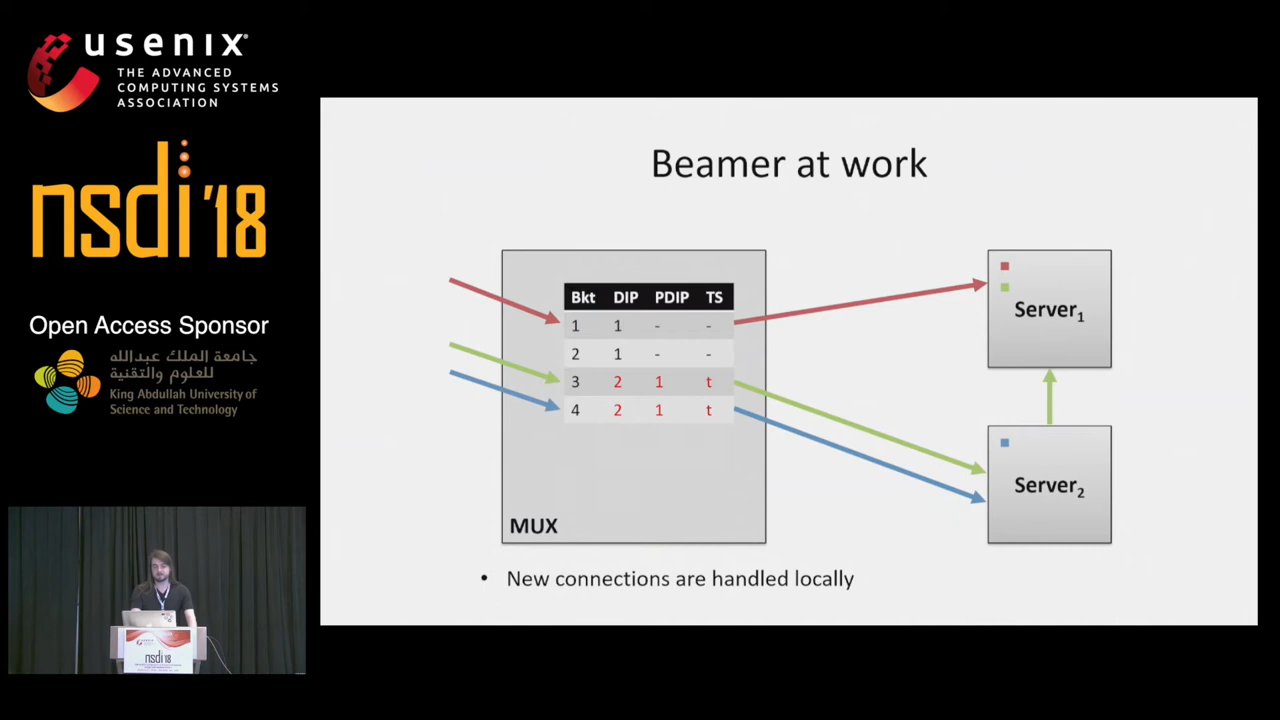 usenix
THE ADVANCED
COMPUTING SYSTEMS
ASSOCIATION
nsdi '18
Open Access Sponsor
جامعة الملك عبدالله
للعلوم والتقنية
King Abdullah University of
Science and Technology
Beamer at work
Bkt DIP PDIP TS
1 1 - -
2 1 - -
3 2 1 t
4 2 1 t
MUX
Server1
Server2
• New connections are handled locally
usenix
nsdi 18